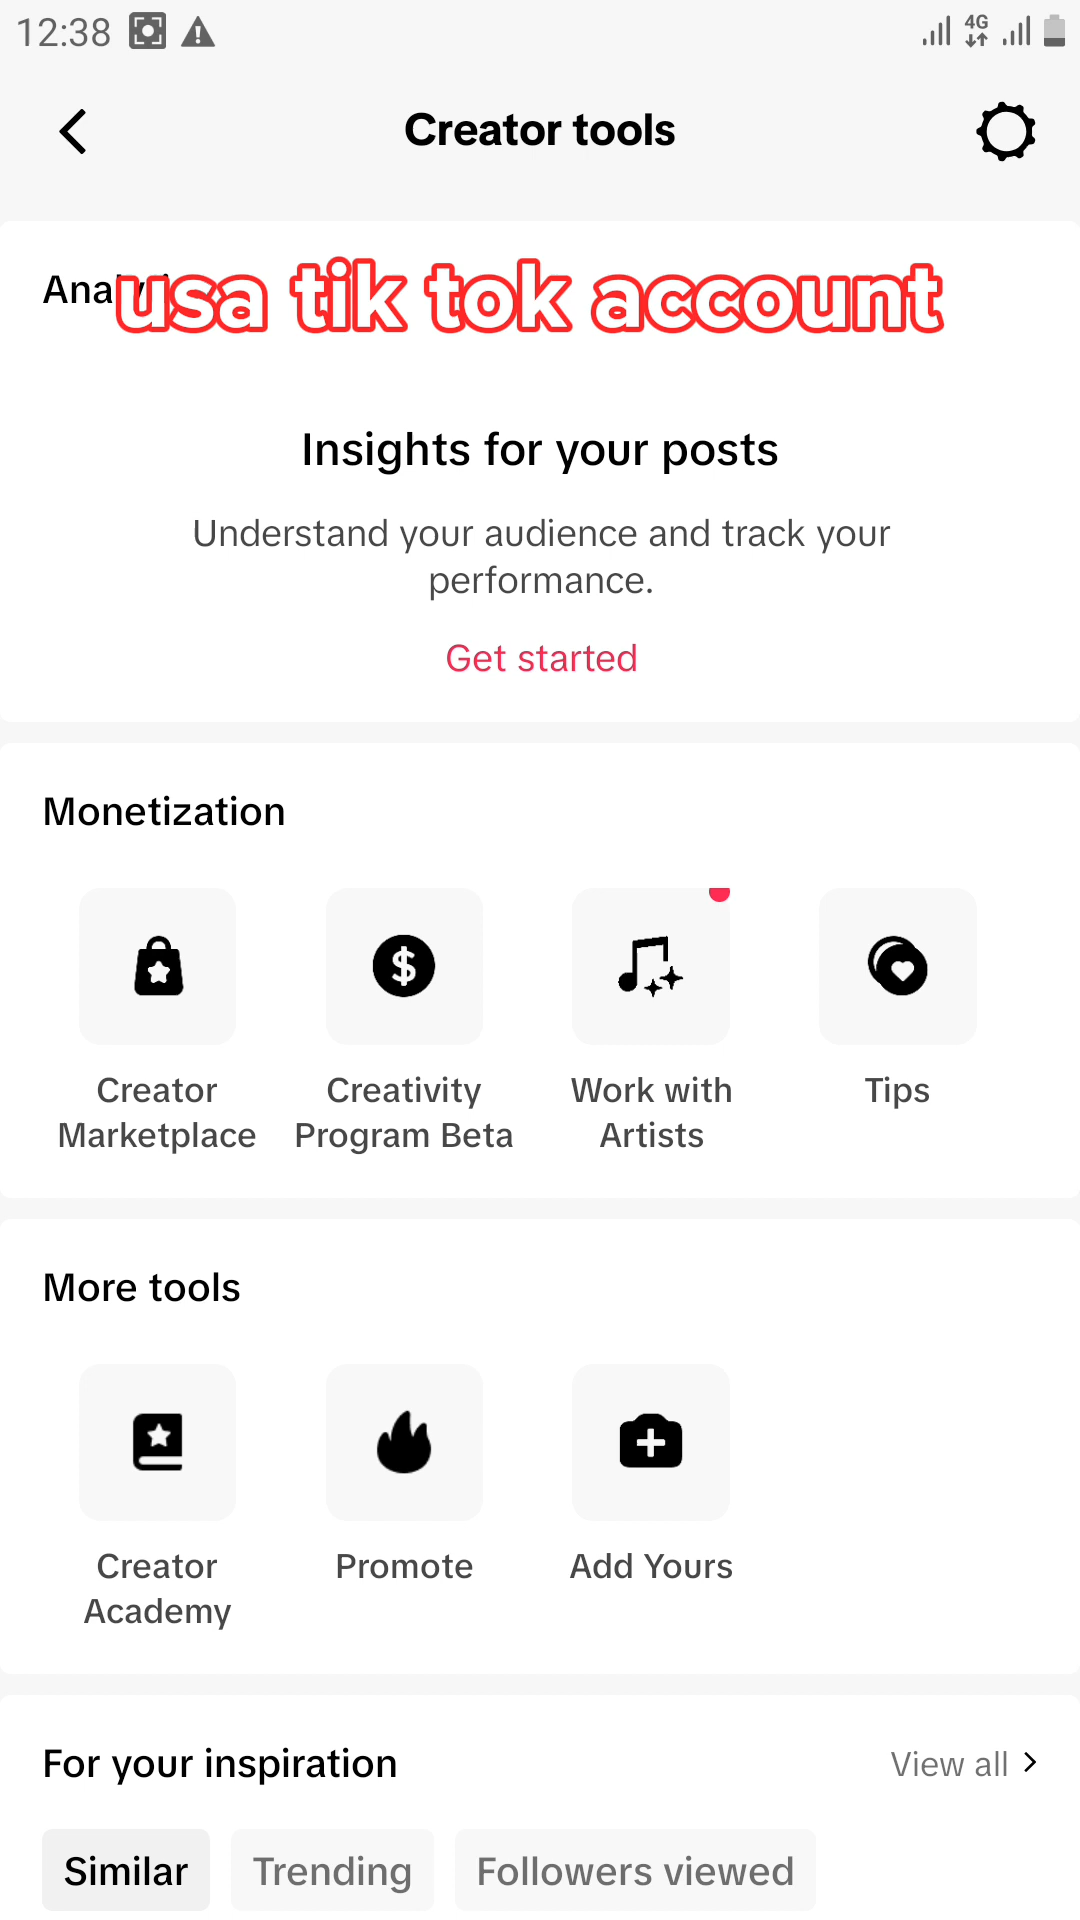 12:38
4G
Creator tools
usa tik tok account
Insights for your posts
Understand your audience and track your
performance.
Get started
Monetization
Creator
Marketplace
Creativity
Program Beta
Work with
Artists
Tips
More tools
Creator
Academy
Promote
Add Yours
For your inspiration
View all
Similar
Trending
Followers viewed